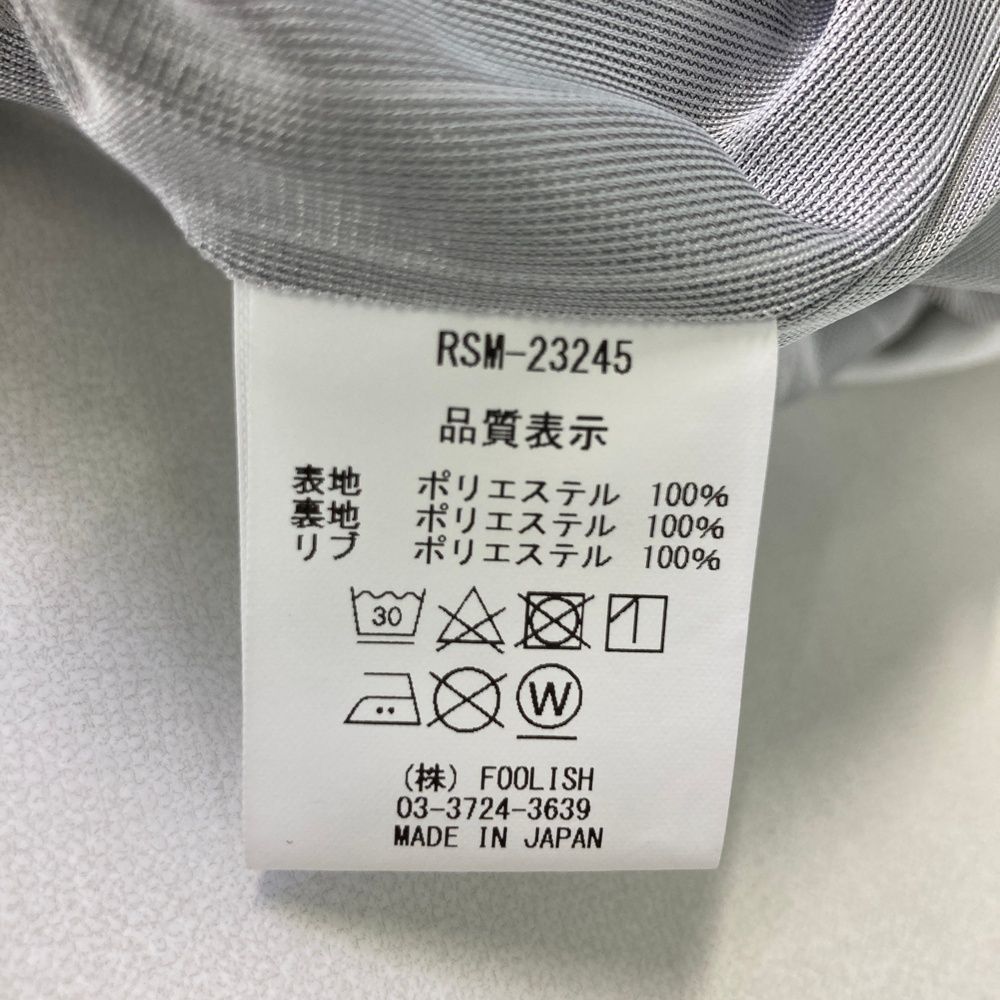 RSM-23245
品質表示
表地 ポリエステル 100%
裏地 ポリエステル 100%
リブ ポリエステル 100%
30
W
(株) FOOLISH
03-3724-3639
MADE IN JAPAN